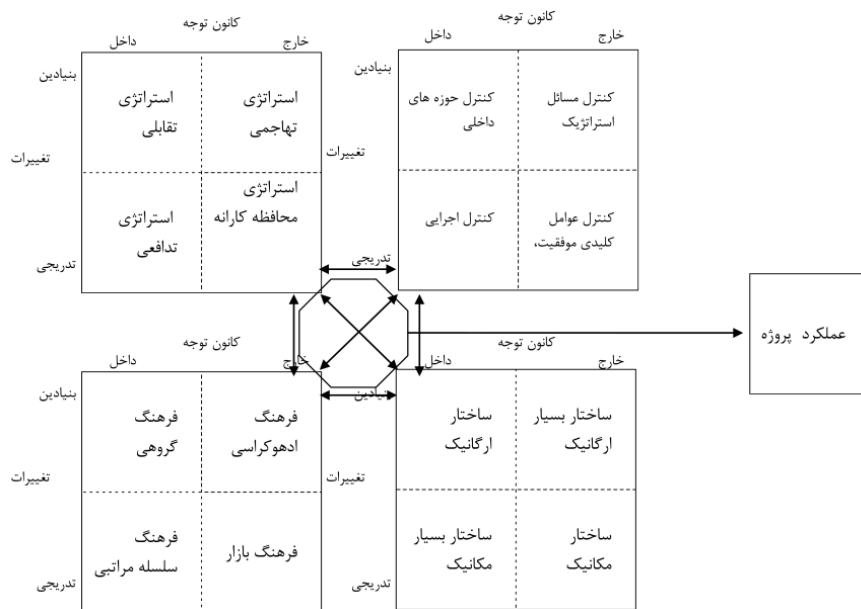 کانون توجه
خارج
داخل
بنیادین
تغییرات
تدریجی
کنترل مسائل
استراتژیک
کنترل حوزه های
داخلی
کنترل عوامل
کلیدی موفقیت،
کنترل اجرایی
کانون توجه
خارج
داخل
بنیادین
تغییرات
تدریجی
استراتژی
تهاجمی
استراتژی
تقابلی
استراتژی
محافظه کارانه
استراتژی
تدافعی
عملکرد پروژه
کانون توجه
خارج
داخل
بنیادین
تغییرات
تدریجی
ساختار بسیار
ارگانیک
ساختار
ارگانیک
ساختار
مکانیک
ساختار بسیار
مکانیک
کانون توجه
خارج
داخل
بنیادین
تغییرات
تدریجی
فرهنگ
ادهوکراسی
فرهنگ
گروهی
فرهنگ بازار
فرهنگ
سلسله مراتبی